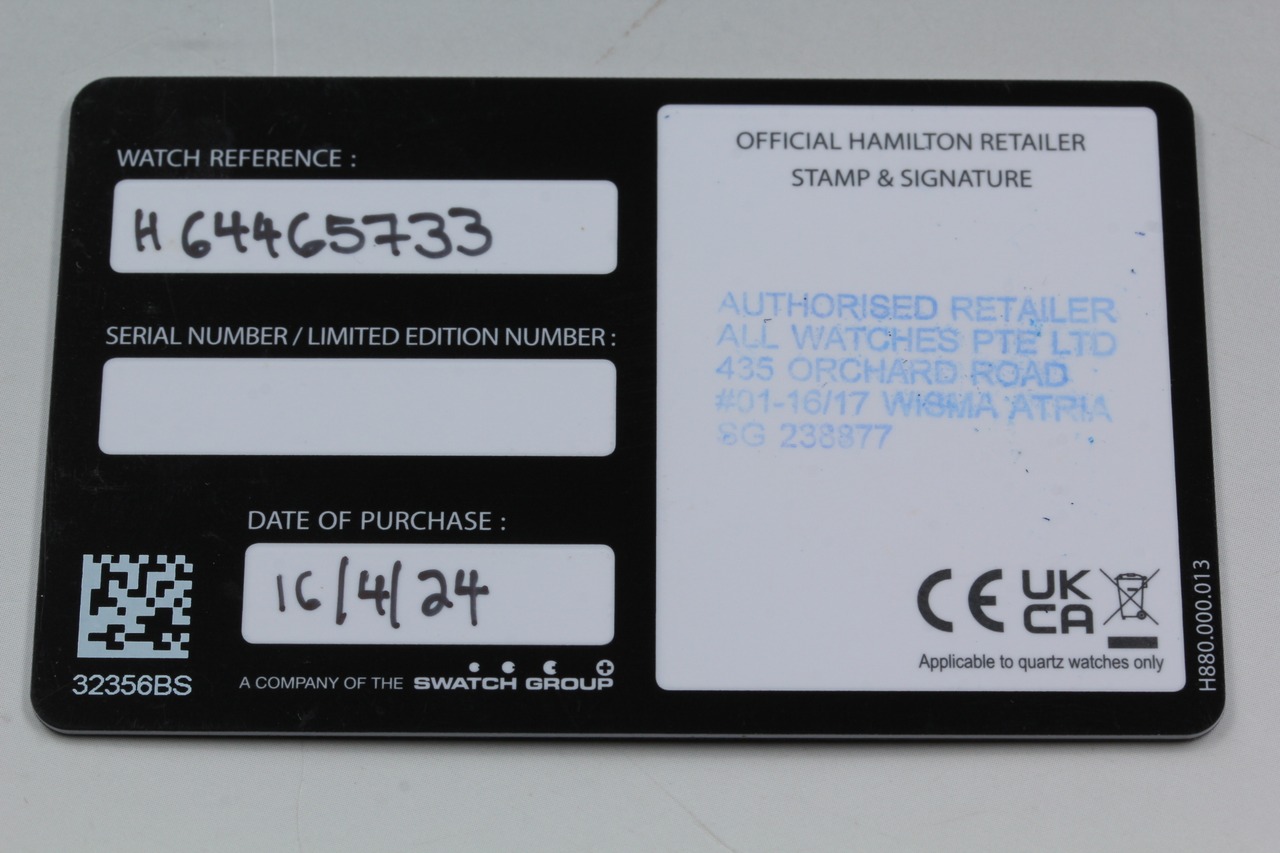 WATCH REFERENCE :
H64465733
SERIAL NUMBER / LIMITED EDITION NUMBER :
DATE OF PURCHASE :
16/4/24
32356BS
A COMPANY OF THE SWATCH GROUP
OFFICIAL HAMILTON RETAILER
STAMP & SIGNATURE
AUTHORISED RETAILER
ALL WATCHES PTE LTD
435 ORCHARD ROAD
#01-16/17 WISMA ATRIA
SG 238877
CE UK
CA
Applicable to quartz watches only
H880.000.013